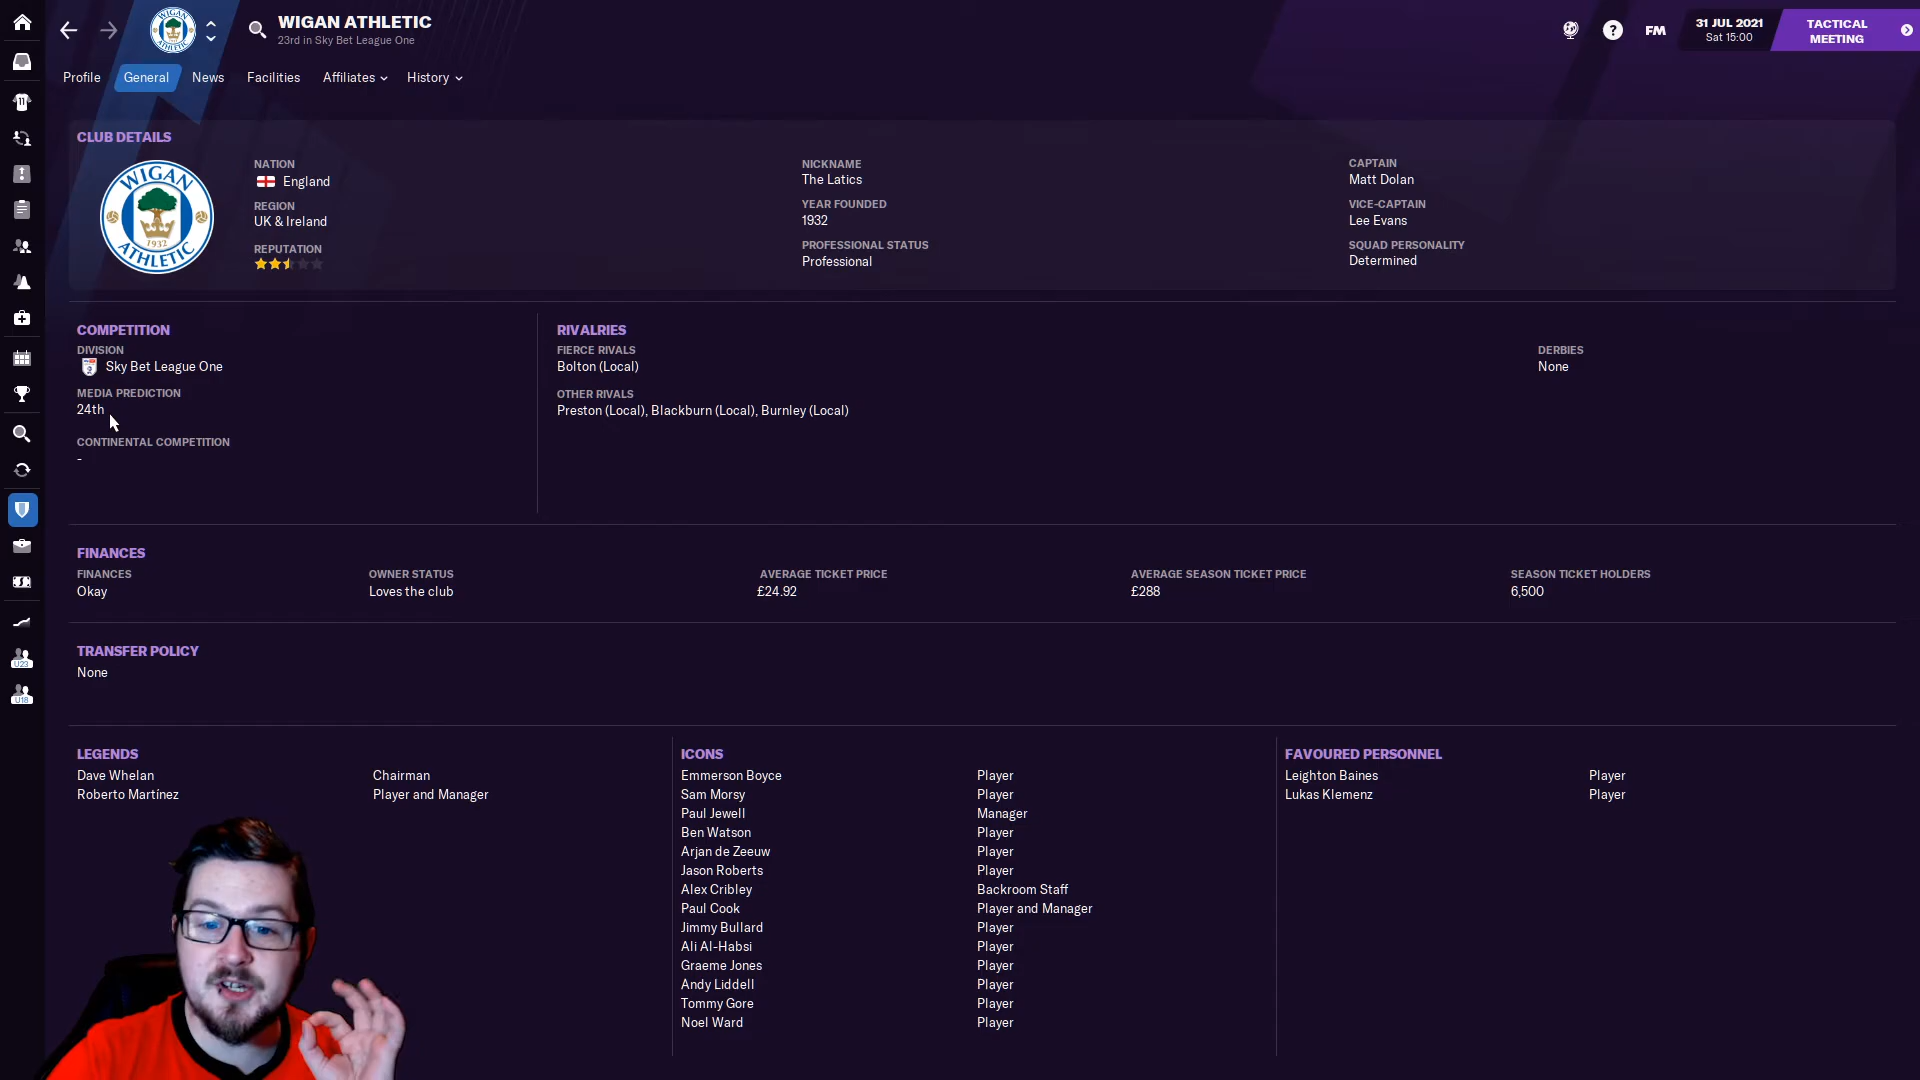 WIGAN ATHLETIC
23rd in Sky Bet League One
FM
31 JUL 2021
Sat 15:00
TACTICAL
MEETING
Profile General News Facilities Affiliates History
CLUB DETAILS
WIGAN
1932
ATHLETIC
NATION
England
REGION
UK & Ireland
REPUTATION
NICKNAME
The Latics
YEAR FOUNDED
1932
PROFESSIONAL STATUS
Professional
CAPTAIN
Matt Dolan
VICE-CAPTAIN
Lee Evans
SQUAD PERSONALITY
Determined
COMPETITION
DIVISION
Sky Bet League One
MEDIA PREDICTION
24th
CONTINENTAL COMPETITION
-
RIVALRIES
FIERCE RIVALS
Bolton (Local)
OTHER RIVALS
Preston (Local), Blackburn (Local), Burnley (Local)
DERBIES
None
FINANCES
FINANCES
Okay
OWNER STATUS
Loves the club
AVERAGE TICKET PRICE
£24.92
AVERAGE SEASON TICKET PRICE
£288
SEASON TICKET HOLDERS
6,500
TRANSFER POLICY
None
U23
U18
LEGENDS
Dave Whelan Chairman
Roberto Martínez Player and Manager
ICONS
Emmerson Boyce Player
Sam Morsy Player
Paul Jewell Manager
Ben Watson Player
Arjan de Zeeuw Player
Jason Roberts Player
Alex Cribley Backroom Staff
Paul Cook Player and Manager
Jimmy Bullard Player
Ali Al-Habsi Player
Graeme Jones Player
Andy Liddell Player
Tommy Gore Player
Noel Ward Player
FAVOURED PERSONNEL
Leighton Baines Player
Lukas Klemenz Player